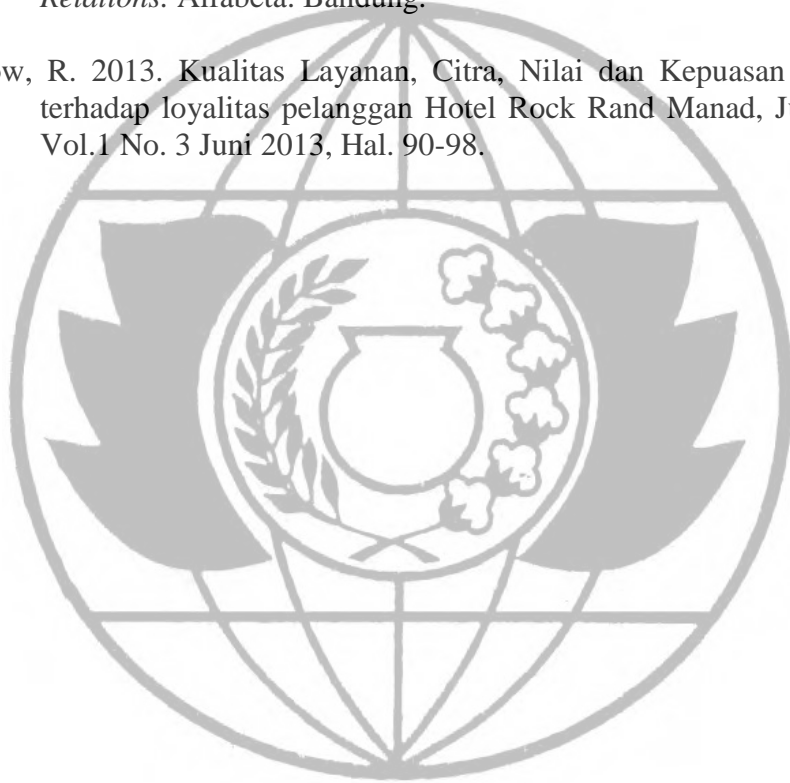 Relations. Alfabeta. Bandung.
ow, R. 2013. Kualitas Layanan, Citra, Nilai dan Kepuasan
terhadap loyalitas pelanggan Hotel Rock Rand Manad, J
Vol.1 No. 3 Juni 2013, Hal. 90-98.